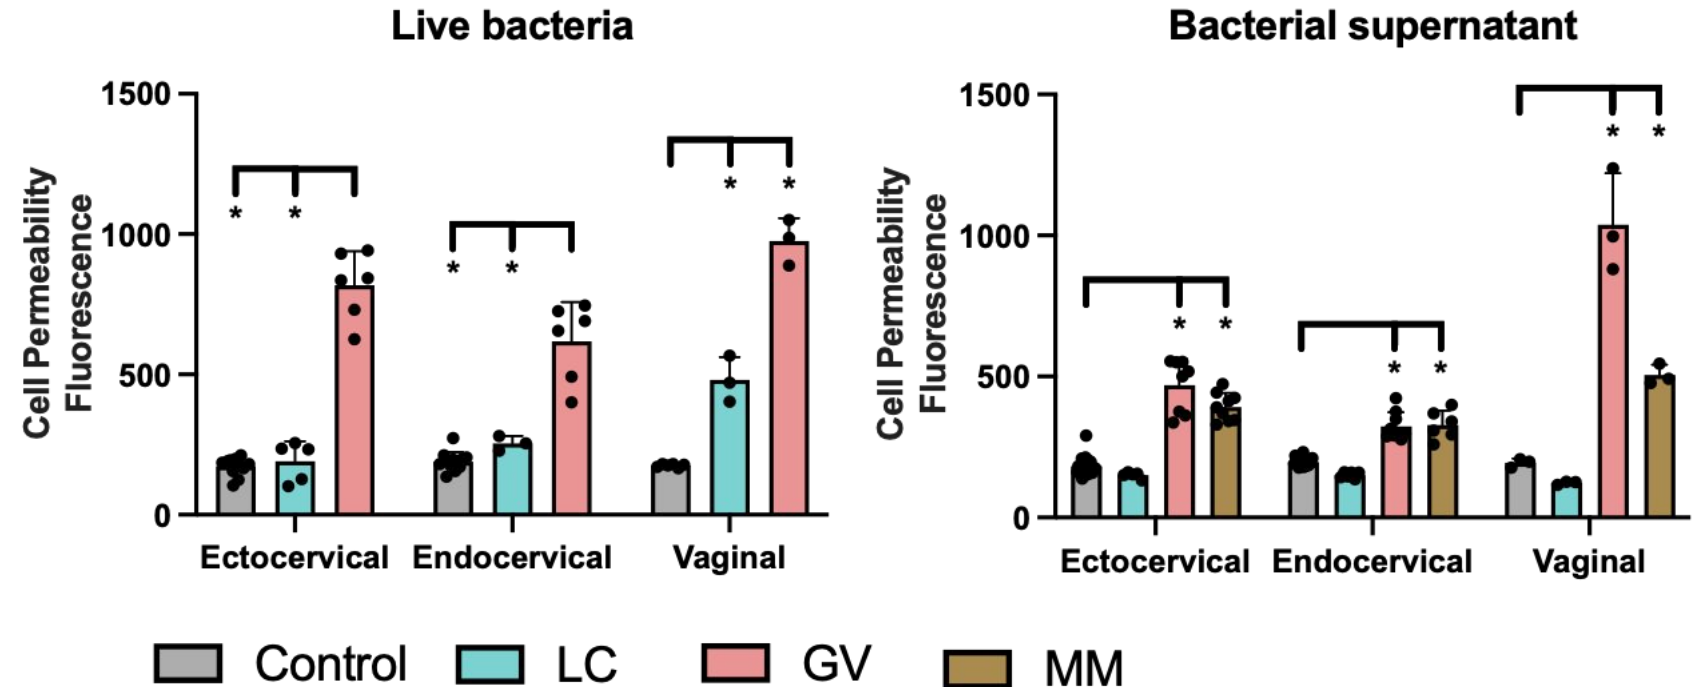 Live bacteria
Cell Permeability
Fluorescence
1500
1000
500
0
* *
* *
* *
Ectocervical Endocervical Vaginal
Bacterial supernatant
Cell Permeability
Fluorescence
1500
1000
500
0
* *
* *
* *
Ectocervical Endocervical Vaginal
Control LC GV MM